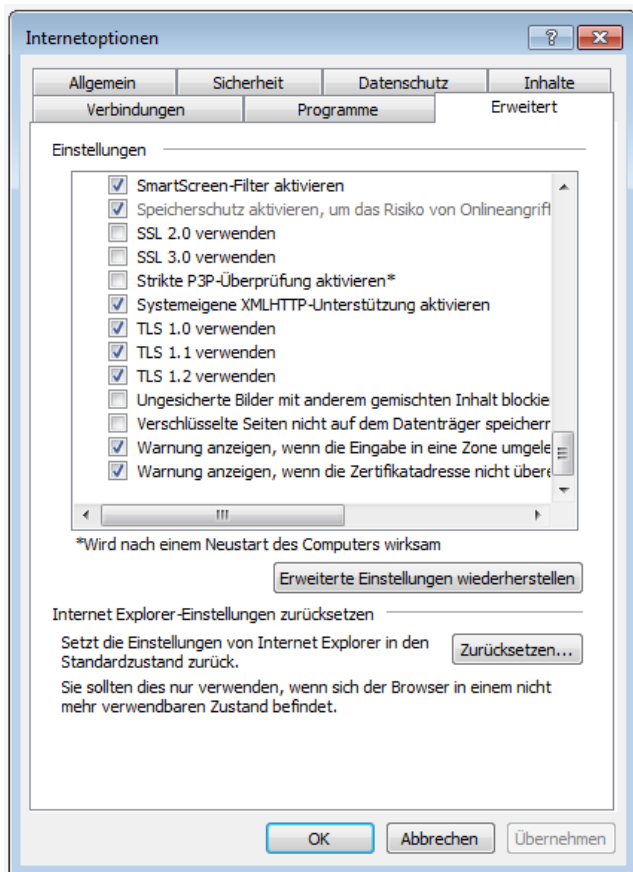 Internetoptionen
Allgemein Sicherheit Datenschutz Inhalte
Verbindungen Programme Erweitert
Einstellungen
SmartScreen-Filter aktivieren
Speicherschutz aktivieren, um das Risiko von Onlineangriff
SSL 2.0 verwenden
SSL 3.0 verwenden
Strikte P3P-Überprüfung aktivieren*
Systemeigene XMLHTTP-Unterstützung aktivieren
TLS 1.0 verwenden
TLS 1.1 verwenden
TLS 1.2 verwenden
Ungesicherte Bilder mit anderem gemischten Inhalt blockie
Verschlüsselte Seiten nicht auf dem Datenträger speichern
Warnung anzeigen, wenn die Eingabe in eine Zone umgele
Warnung anzeigen, wenn die Zertifikatadresse nicht übere
*Wird nach einem Neustart des Computers wirksam
Erweiterte Einstellungen wiederherstellen
Internet Explorer-Einstellungen zurücksetzen
Setzt die Einstellungen von Internet Explorer in den
Standardzustand zurück.
Zurücksetzen...
Sie sollten dies nur verwenden, wenn sich der Browser in einem nicht
mehr verwendbaren Zustand befindet.
OK Abbrechen Übernehmen